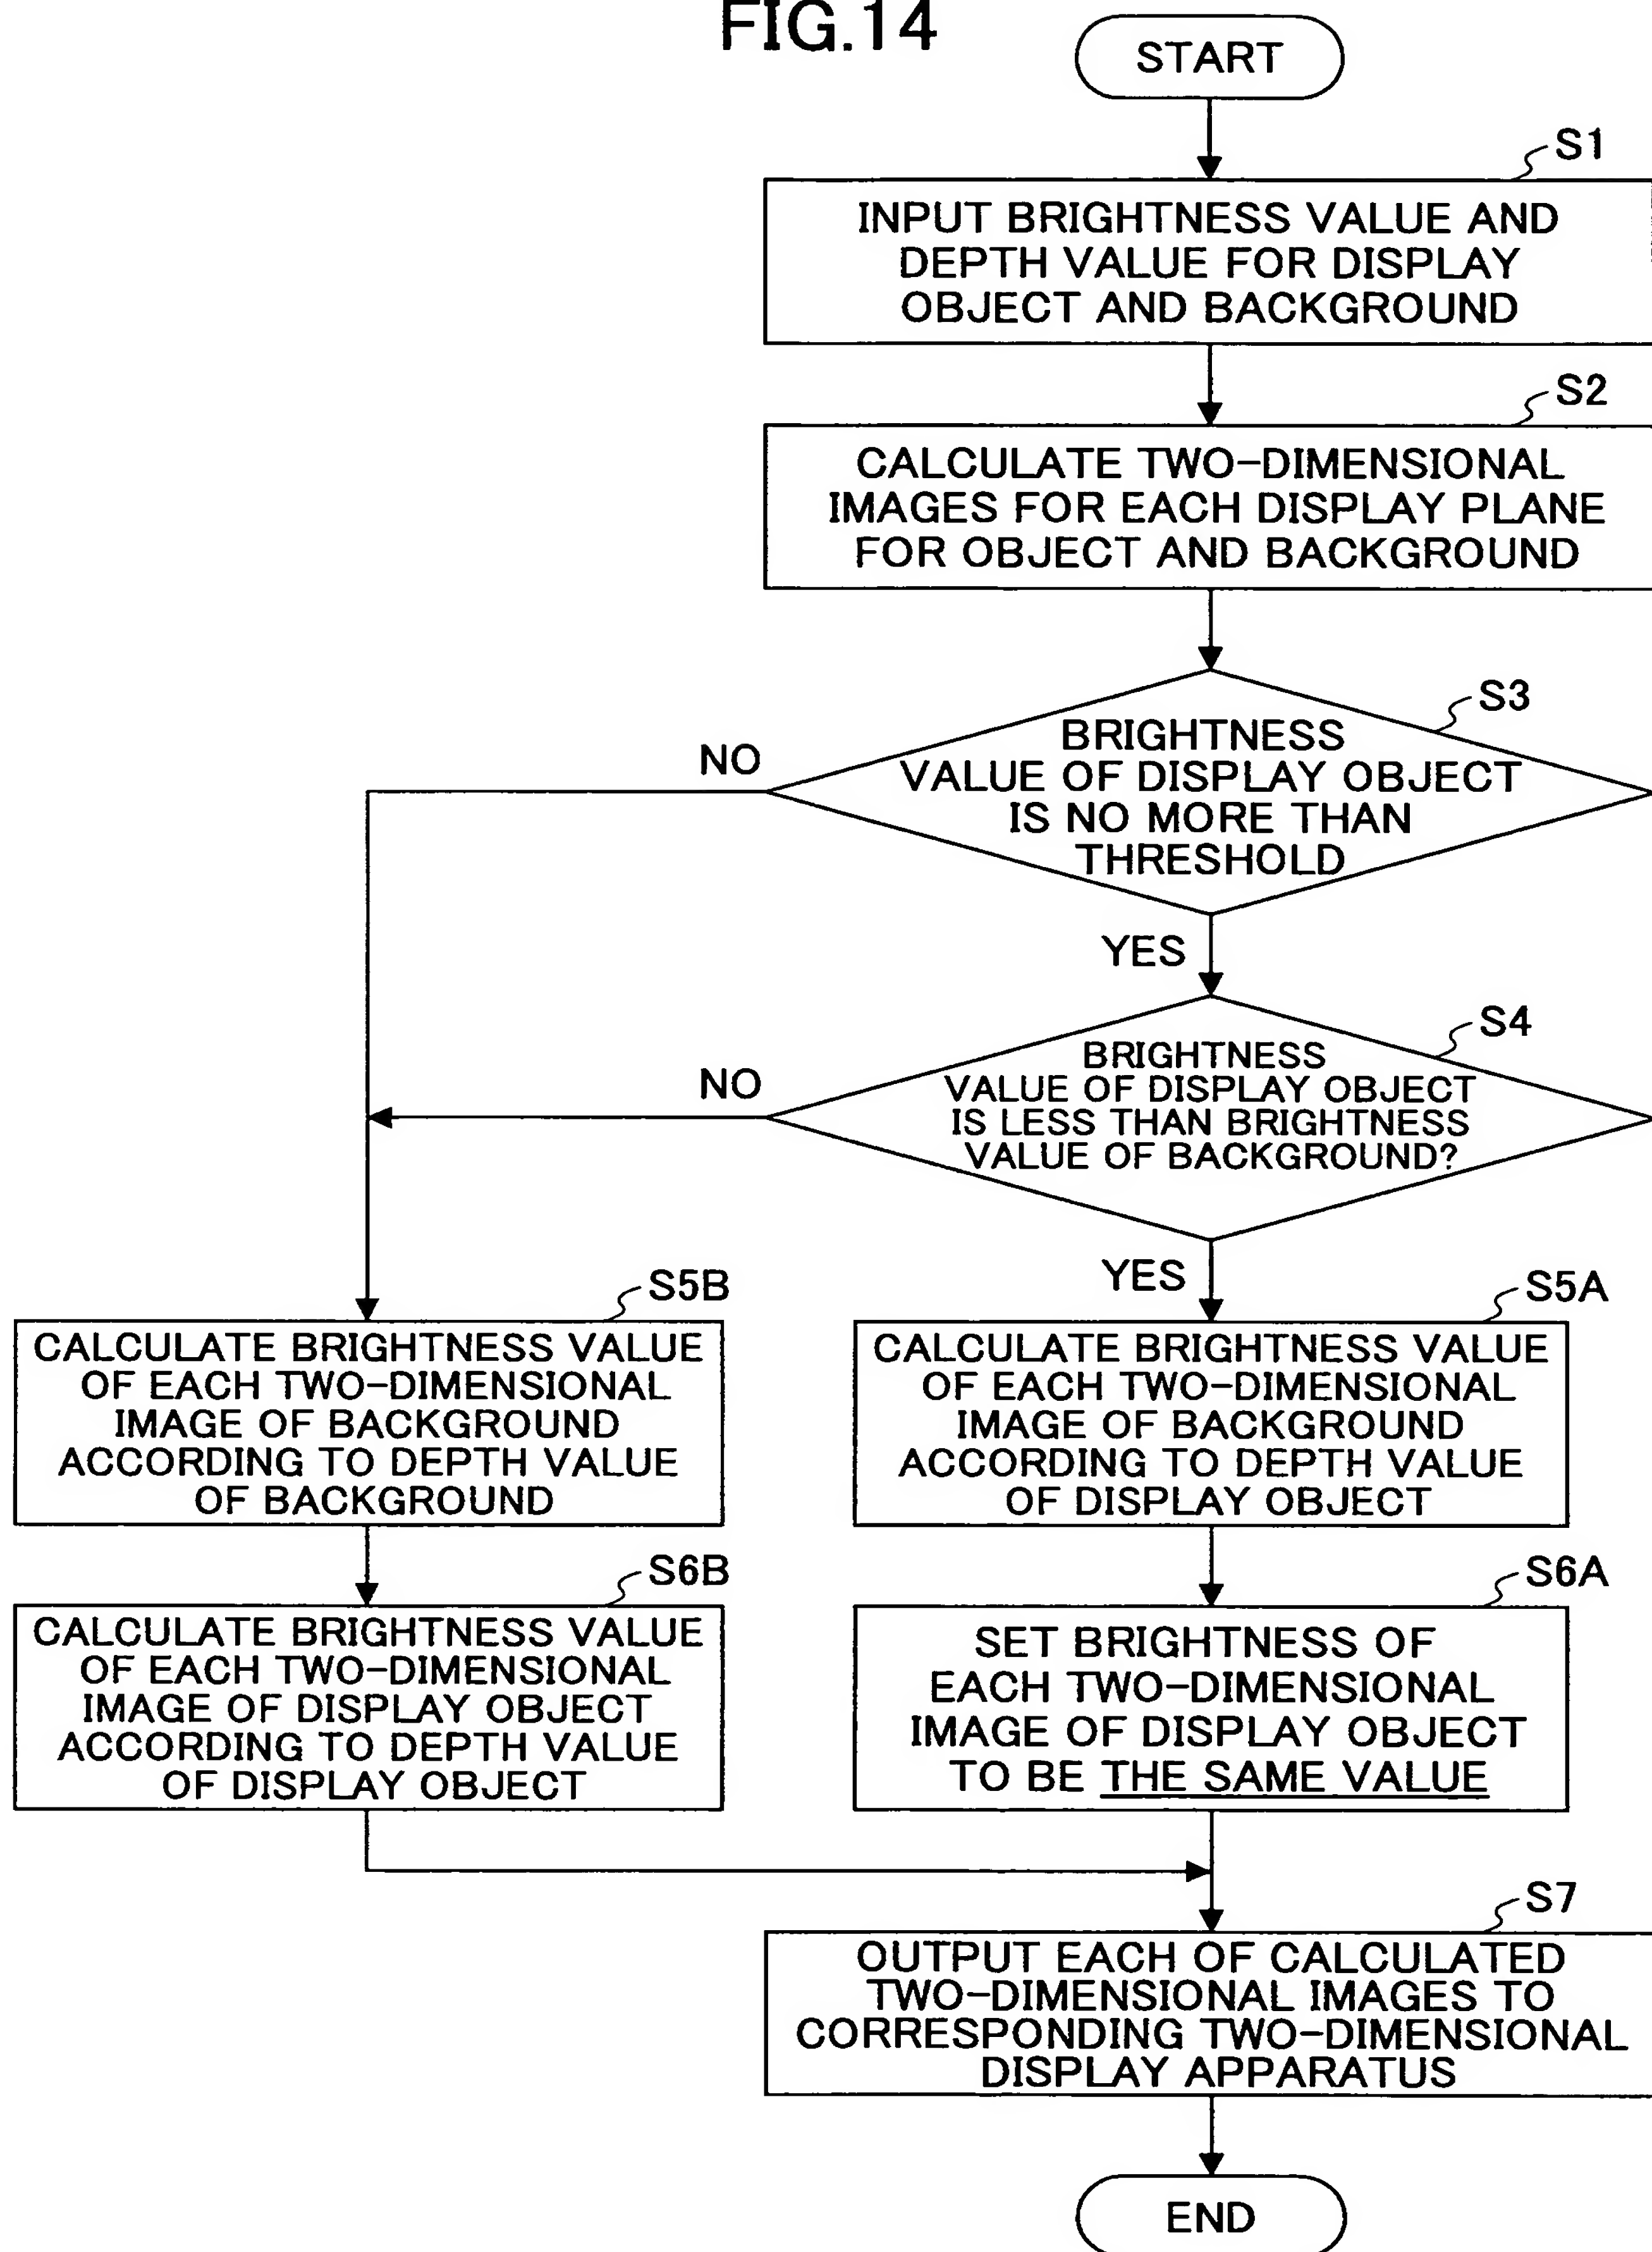 FIG.14
START
S1
INPUT BRIGHTNESS VALUE AND
DEPTH VALUE FOR DISPLAY
OBJECT AND BACKGROUND
S2
CALCULATE TWO-DIMENSIONAL
IMAGES FOR EACH DISPLAY PLANE
FOR OBJECT AND BACKGROUND
S3
BRIGHTNESS
VALUE OF DISPLAY OBJECT
IS NO MORE THAN
THRESHOLD
NO
YES
S4
BRIGHTNESS
VALUE OF DISPLAY OBJECT
IS LESS THAN BRIGHTNESS
VALUE OF BACKGROUND?
NO
YES
S5B
CALCULATE BRIGHTNESS VALUE
OF EACH TWO-DIMENSIONAL
IMAGE OF BACKGROUND
ACCORDING TO DEPTH VALUE
OF BACKGROUND
S5A
CALCULATE BRIGHTNESS VALUE
OF EACH TWO-DIMENSIONAL
IMAGE OF BACKGROUND
ACCORDING TO DEPTH VALUE
OF DISPLAY OBJECT
S6B
CALCULATE BRIGHTNESS VALUE
OF EACH TWO-DIMENSIONAL
IMAGE OF DISPLAY OBJECT
ACCORDING TO DEPTH VALUE
OF DISPLAY OBJECT
S6A
SET BRIGHTNESS OF
EACH TWO-DIMENSIONAL
IMAGE OF DISPLAY OBJECT
TO BE THE SAME VALUE
S7
OUTPUT EACH OF CALCULATED
TWO-DIMENSIONAL IMAGES TO
CORRESPONDING TWO-DIMENSIONAL
DISPLAY APPARATUS
END